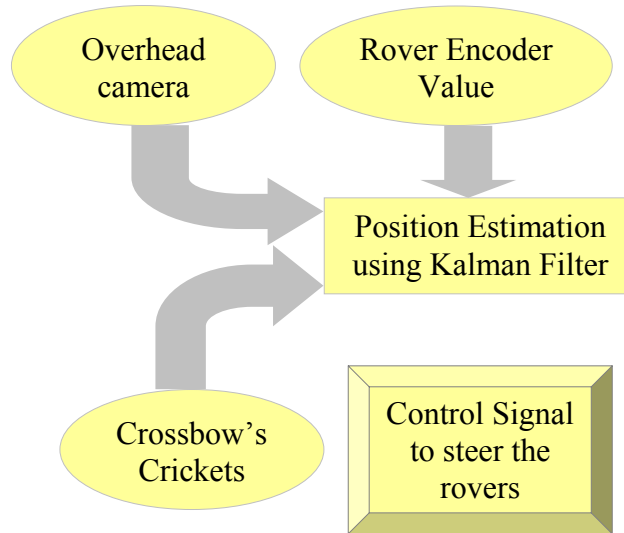 Overhead
camera
Rover Encoder
Value
Position Estimation
using Kalman Filter
Crossbow’s
Crickets
Control Signal
to steer the
rovers